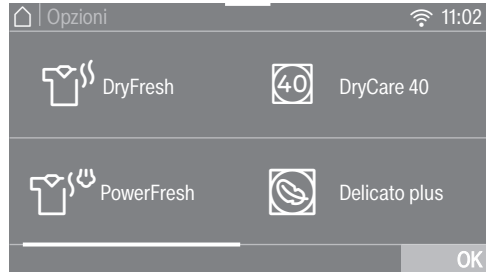 Opzioni 11:02
DryFresh 40 DryCare 40
PowerFresh Delicato plus
OK